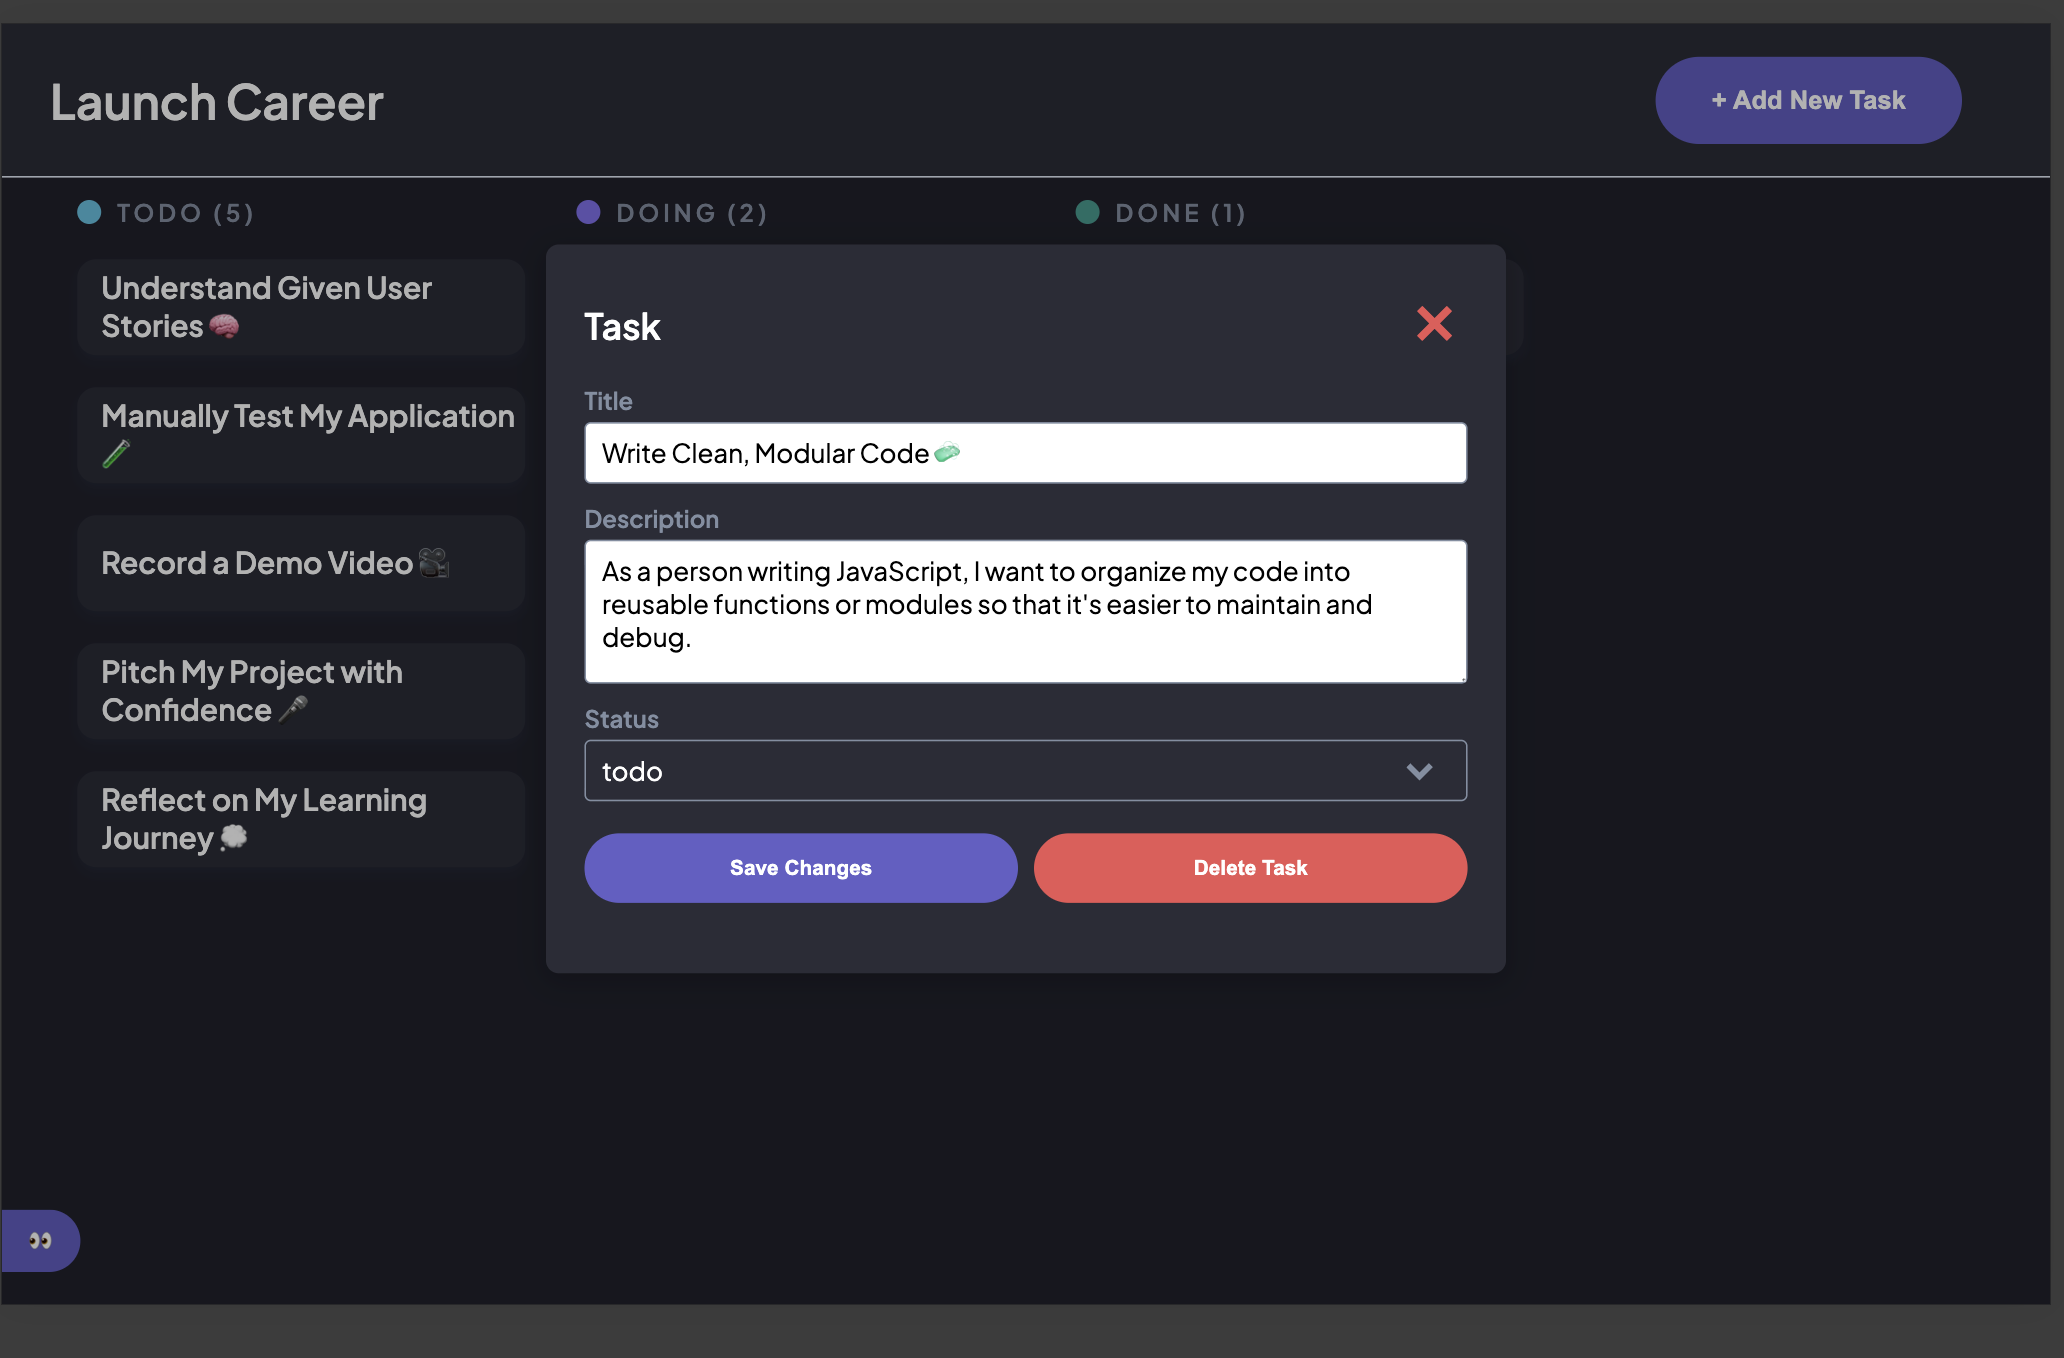 Launch Career
+ Add New Task
TODO (5)
DOING (2)
DONE (1)
Understand Given User
Stories 🧠
Manually Test My Application
🧪
Record a Demo Video 🎥
Pitch My Project with
Confidence 🎤
Reflect on My Learning
Journey 💭
Task
Title
Write Clean, Modular Code 🧼
Description
As a person writing JavaScript, I want to organize my code into
reusable functions or modules so that it's easier to maintain and
debug.
Status
todo
Save Changes
Delete Task
👀